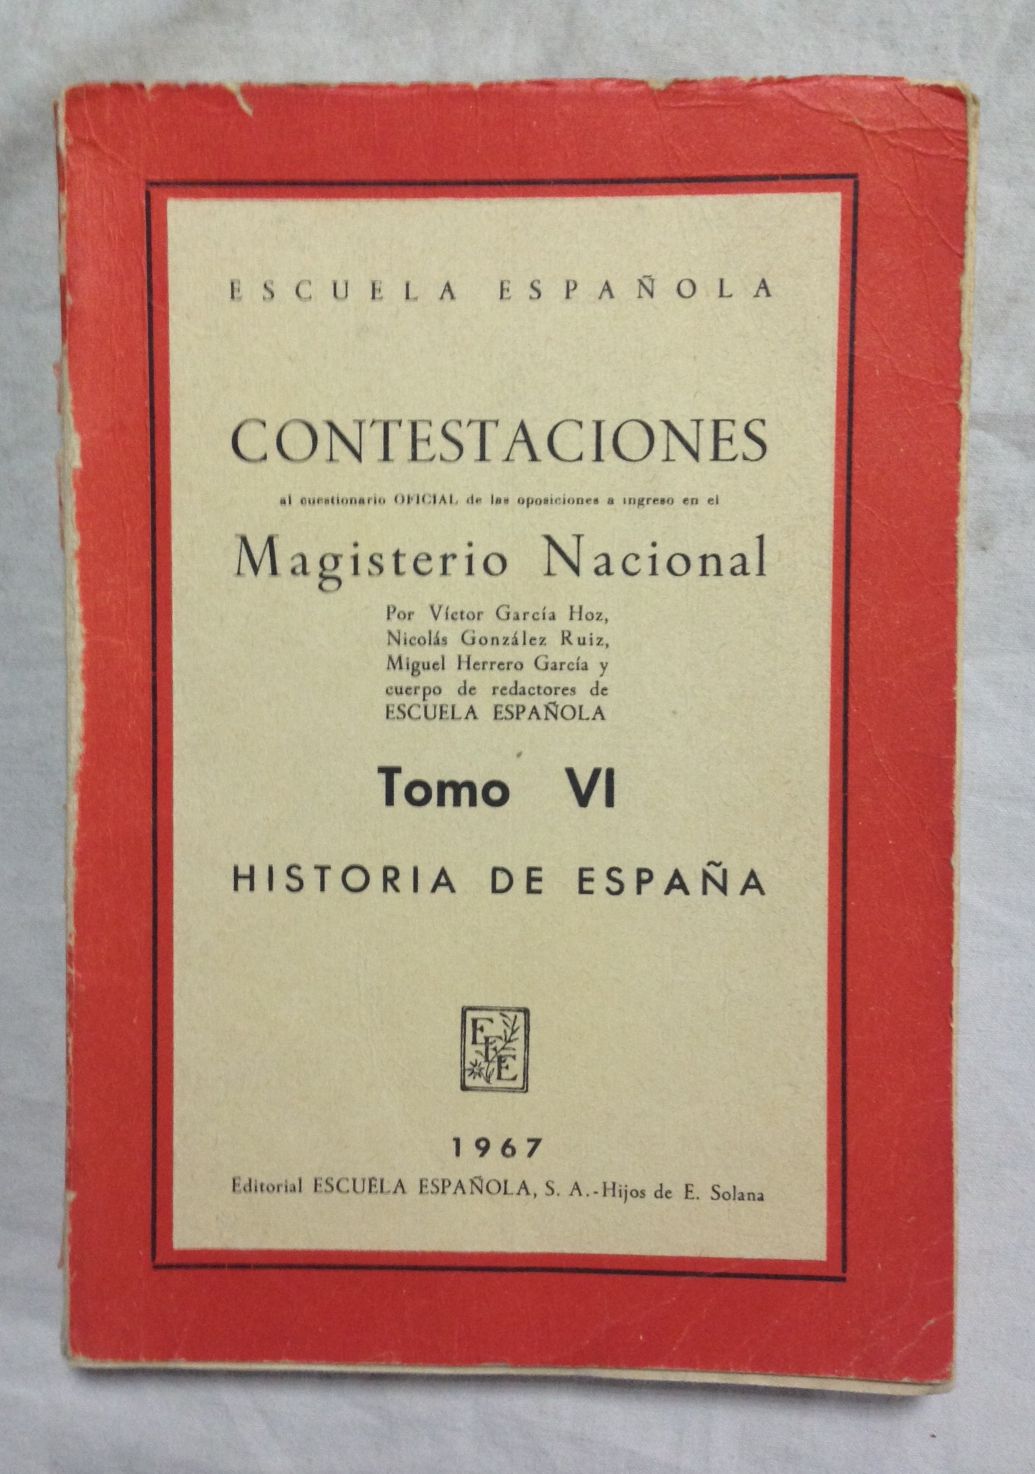 ESCUELA ESPAÑOLA
CONTESTACIONES
al cuestionario OFICIAL de las oposiciones a ingreso en el
Magisterio Nacional
Por Víctor García Hoz,
Nicolás González Ruiz,
Miguel Herrero García y
cuerpo de redactores de
ESCUELA ESPAÑOLA
Tomo VI
HISTORIA DE ESPAÑA
E
E
E
1967
Editorial ESCUELA ESPAÑOLA, S. A.-Hijos de E. Solana